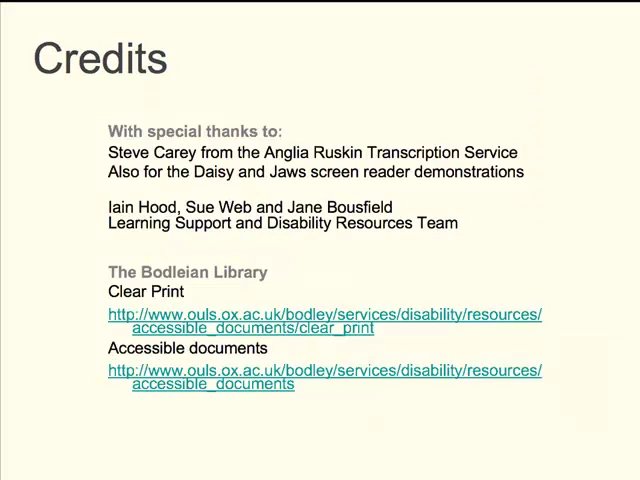 Credits
With special thanks to:
Steve Carey from the Anglia Ruskin Transcription Service
Also for the Daisy and Jaws screen reader demonstrations
Iain Hood, Sue Web and Jane Bousfield
Learning Support and Disability Resources Team
The Bodleian Library
Clear Print
http://www.ouls.ox.ac.uk/bodley/services/disability/resources/
accessible_documents/clear_print
Accessible documents
http://www.ouls.ox.ac.uk/bodley/services/disability/resources/
accessible_documents